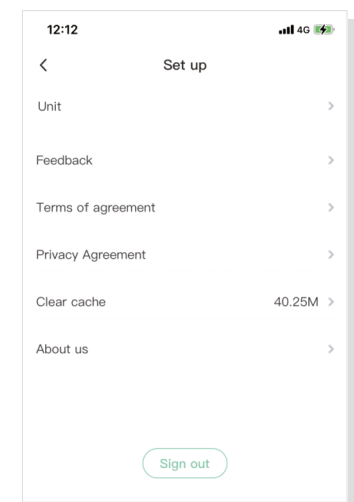 12:12 4G
Set up
Unit
Feedback
Terms of agreement
Privacy Agreement
Clear cache 40.25M
About us
Sign out